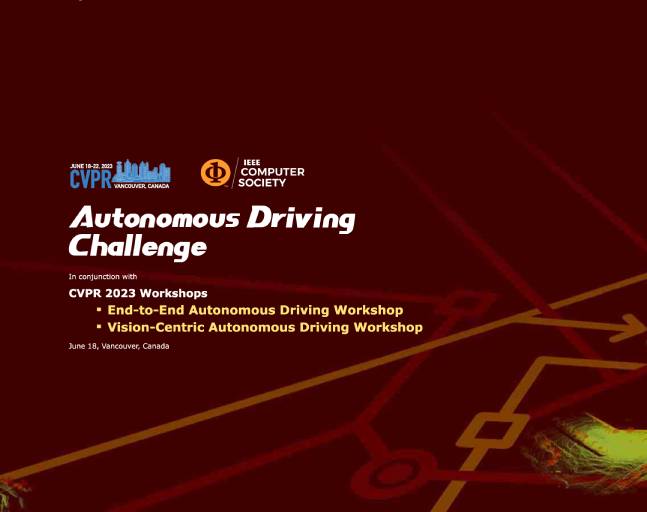 JUNE 18-22, 2023
CVPR
VANCOUVER, CANADA
IEEE
COMPUTER
SOCIETY
Autonomous Driving
Challenge
In conjunction with
CVPR 2023 Workshops
▪ End-to-End Autonomous Driving Workshop
▪ Vision-Centric Autonomous Driving Workshop
June 18, Vancouver, Canada